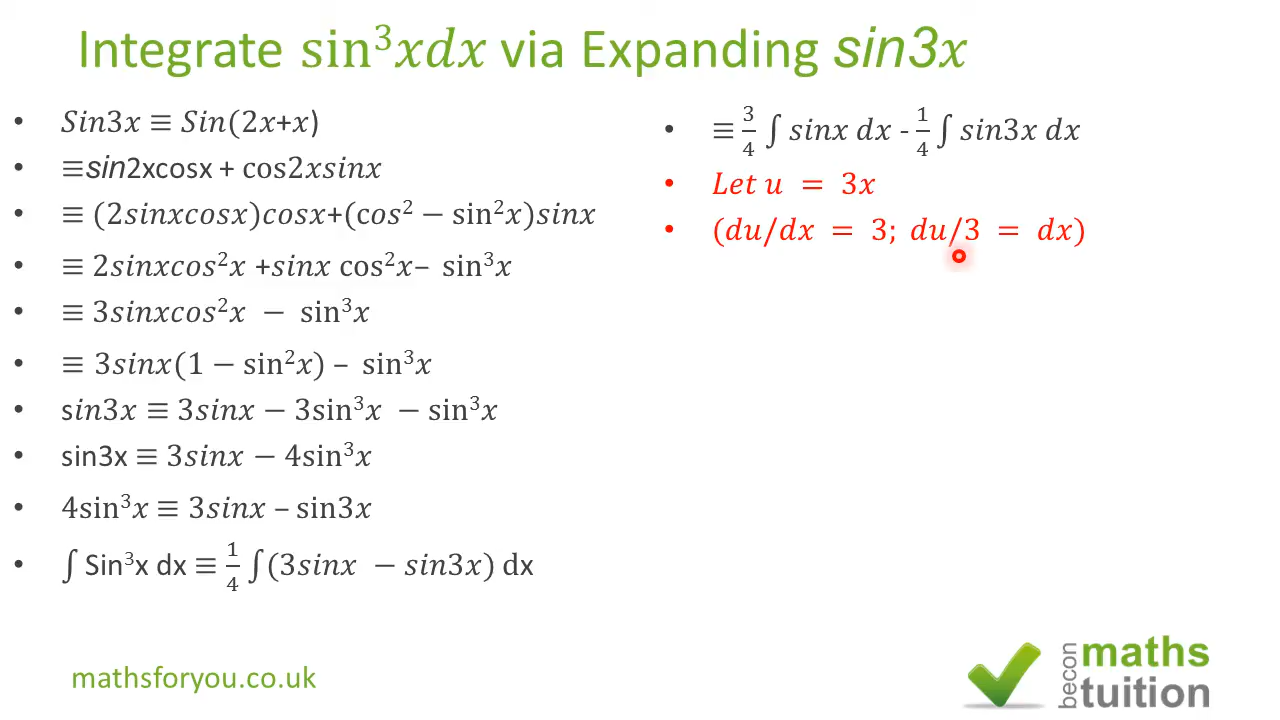 Integrate sin³xdx via Expanding sin3x
• Sin3x ≡ Sin(2x+x)
• ≡sin2xcosx + cos2xsinx
• ≡ (2sinxcosx)cosx+(cos² − sin²x)sinx
• ≡ 2sinxcos²x +sinx cos²x– sin³x
• ≡ 3sinxcos²x − sin³x
• ≡ 3sinx(1 − sin²x) – sin³x
• sin3x ≡ 3sinx − 3sin³x − sin³x
• sin3x ≡ 3sinx − 4sin³x
• 4sin³x ≡ 3sinx – sin3x
• ∫ Sin³x dx ≡ 1/4 ∫(3sinx − sin3x) dx
• ≡ 3/4 ∫ sinx dx - 1/4 ∫ sin3x dx
• Let u = 3x
• (du/dx = 3; du/3 = dx)
mathsforyou.co.uk
becon
maths
tuition